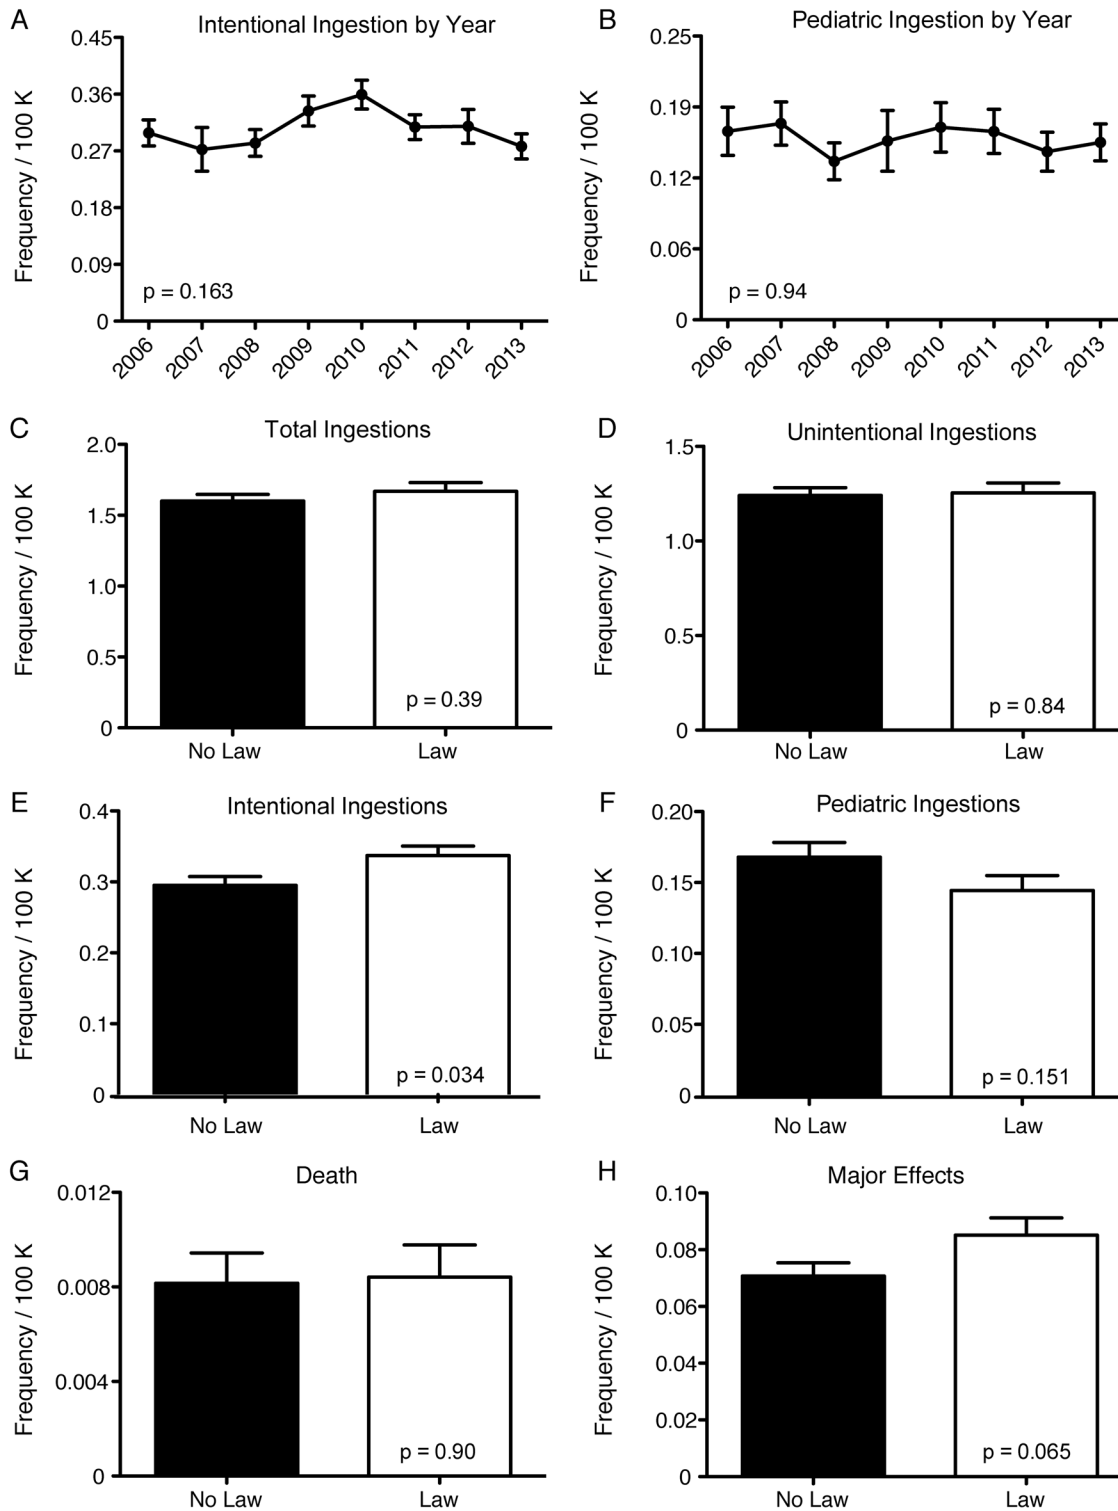 A
Intentional Ingestion by Year
Frequency / 100 K
0.45
0.36
0.27
0.18
0.09
0
p = 0.163
2006
2007
2008
2009
2010
2011
2012
2013
B
Pediatric Ingestion by Year
Frequency / 100 K
0.25
0.19
0.12
0.06
0
p = 0.94
2006
2007
2008
2009
2010
2011
2012
2013
C
Total Ingestions
Frequency / 100 K
2.0
1.5
1.0
0.5
0
p = 0.39
No Law
Law
D
Unintentional Ingestions
Frequency / 100 K
1.5
1.0
0.5
0
p = 0.84
No Law
Law
E
Intentional Ingestions
Frequency / 100 K
0.4
0.3
0.2
0.1
0
p = 0.034
No Law
Law
F
Pediatric Ingestions
Frequency / 100 K
0.20
0.15
0.10
0.05
0
p = 0.151
No Law
Law
G
Death
Frequency / 100 K
0.012
0.008
0.004
0
p = 0.90
No Law
Law
H
Major Effects
Frequency / 100 K
0.10
0.08
0.06
0.04
0.02
0
p = 0.065
No Law
Law